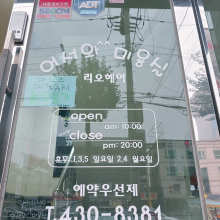 SECOM
ADT
어서와^^ 미용실
리오헤어
open
am: 10:00
close
pm: 20:00
휴무 1,3,5 일요일 2,4 월요일
예약우선제
T.430-8381